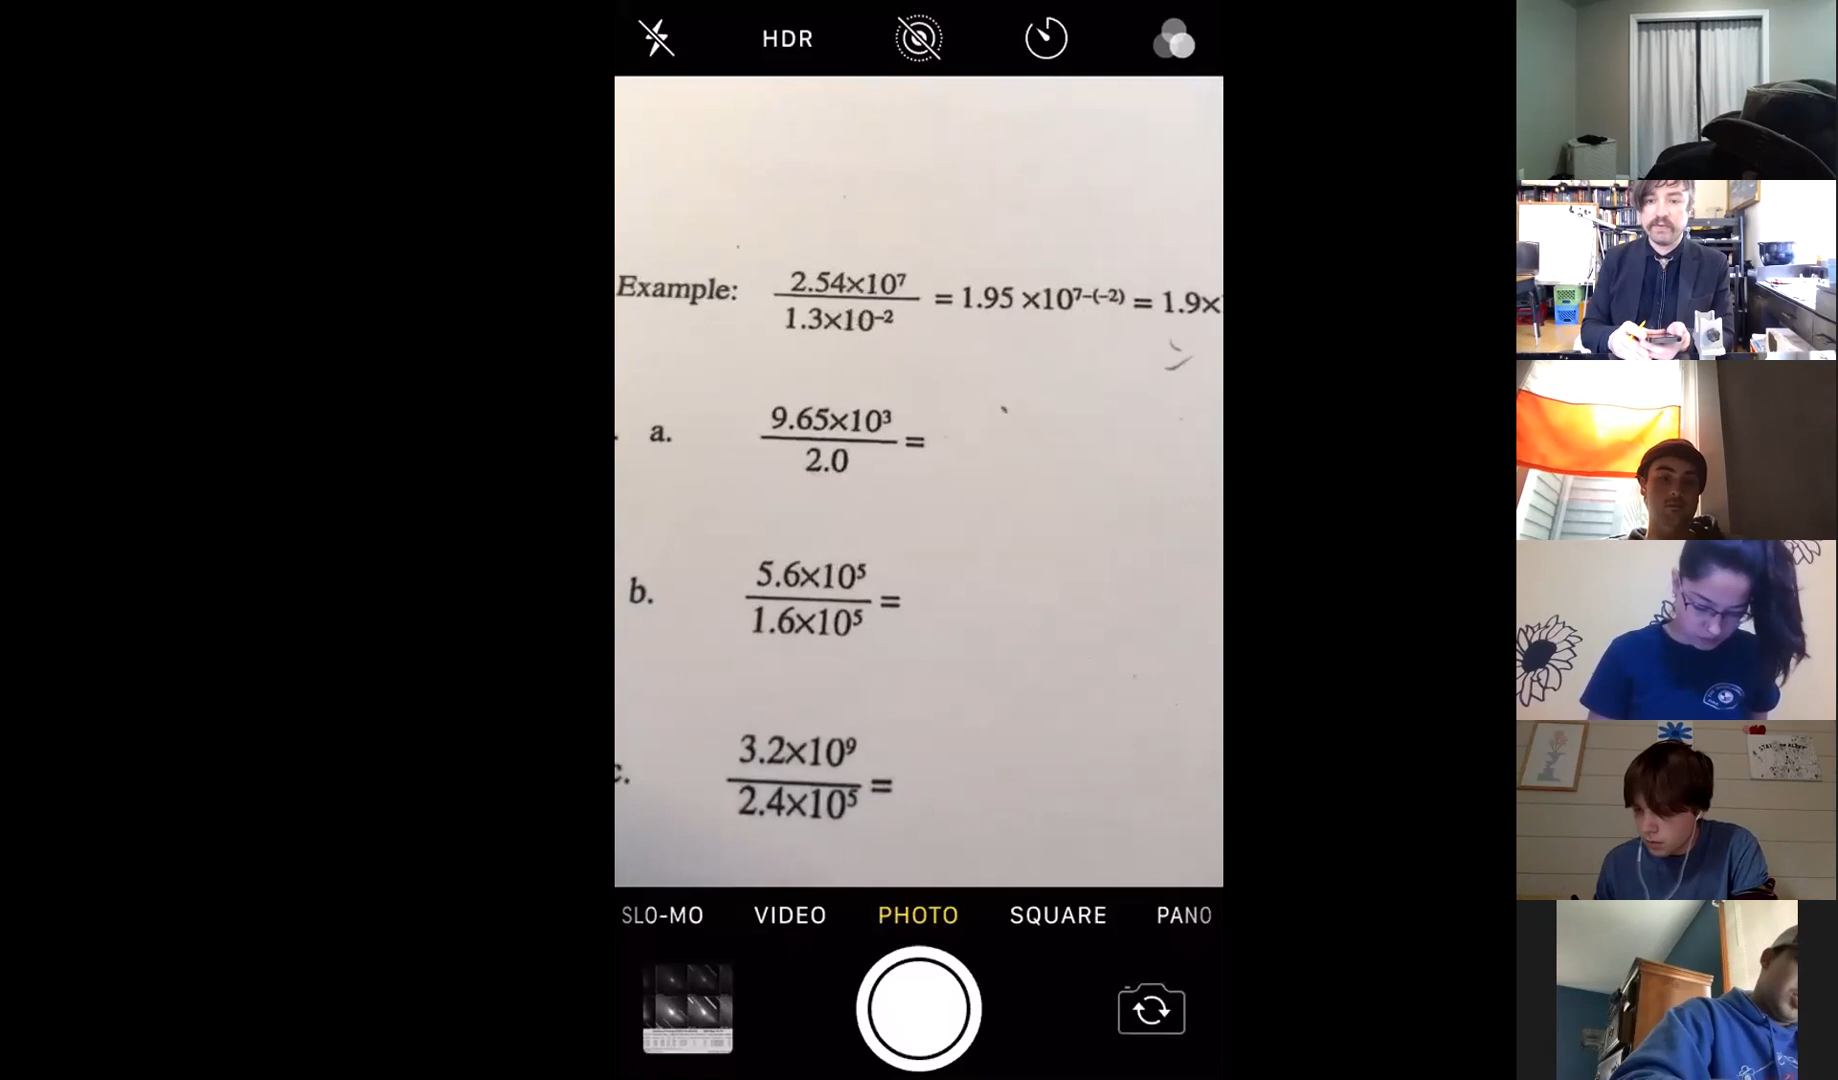 HDR
Example: 2.54×10⁷
1.3×10⁻² = 1.95 ×10⁷⁻⁽⁻²⁾ = 1.9×
a. 9.65×10³
2.0 =
b. 5.6×10⁵
1.6×10⁵ =
c. 3.2×10⁹
2.4×10⁵ =
SLO-MO VIDEO PHOTO SQUARE PANO